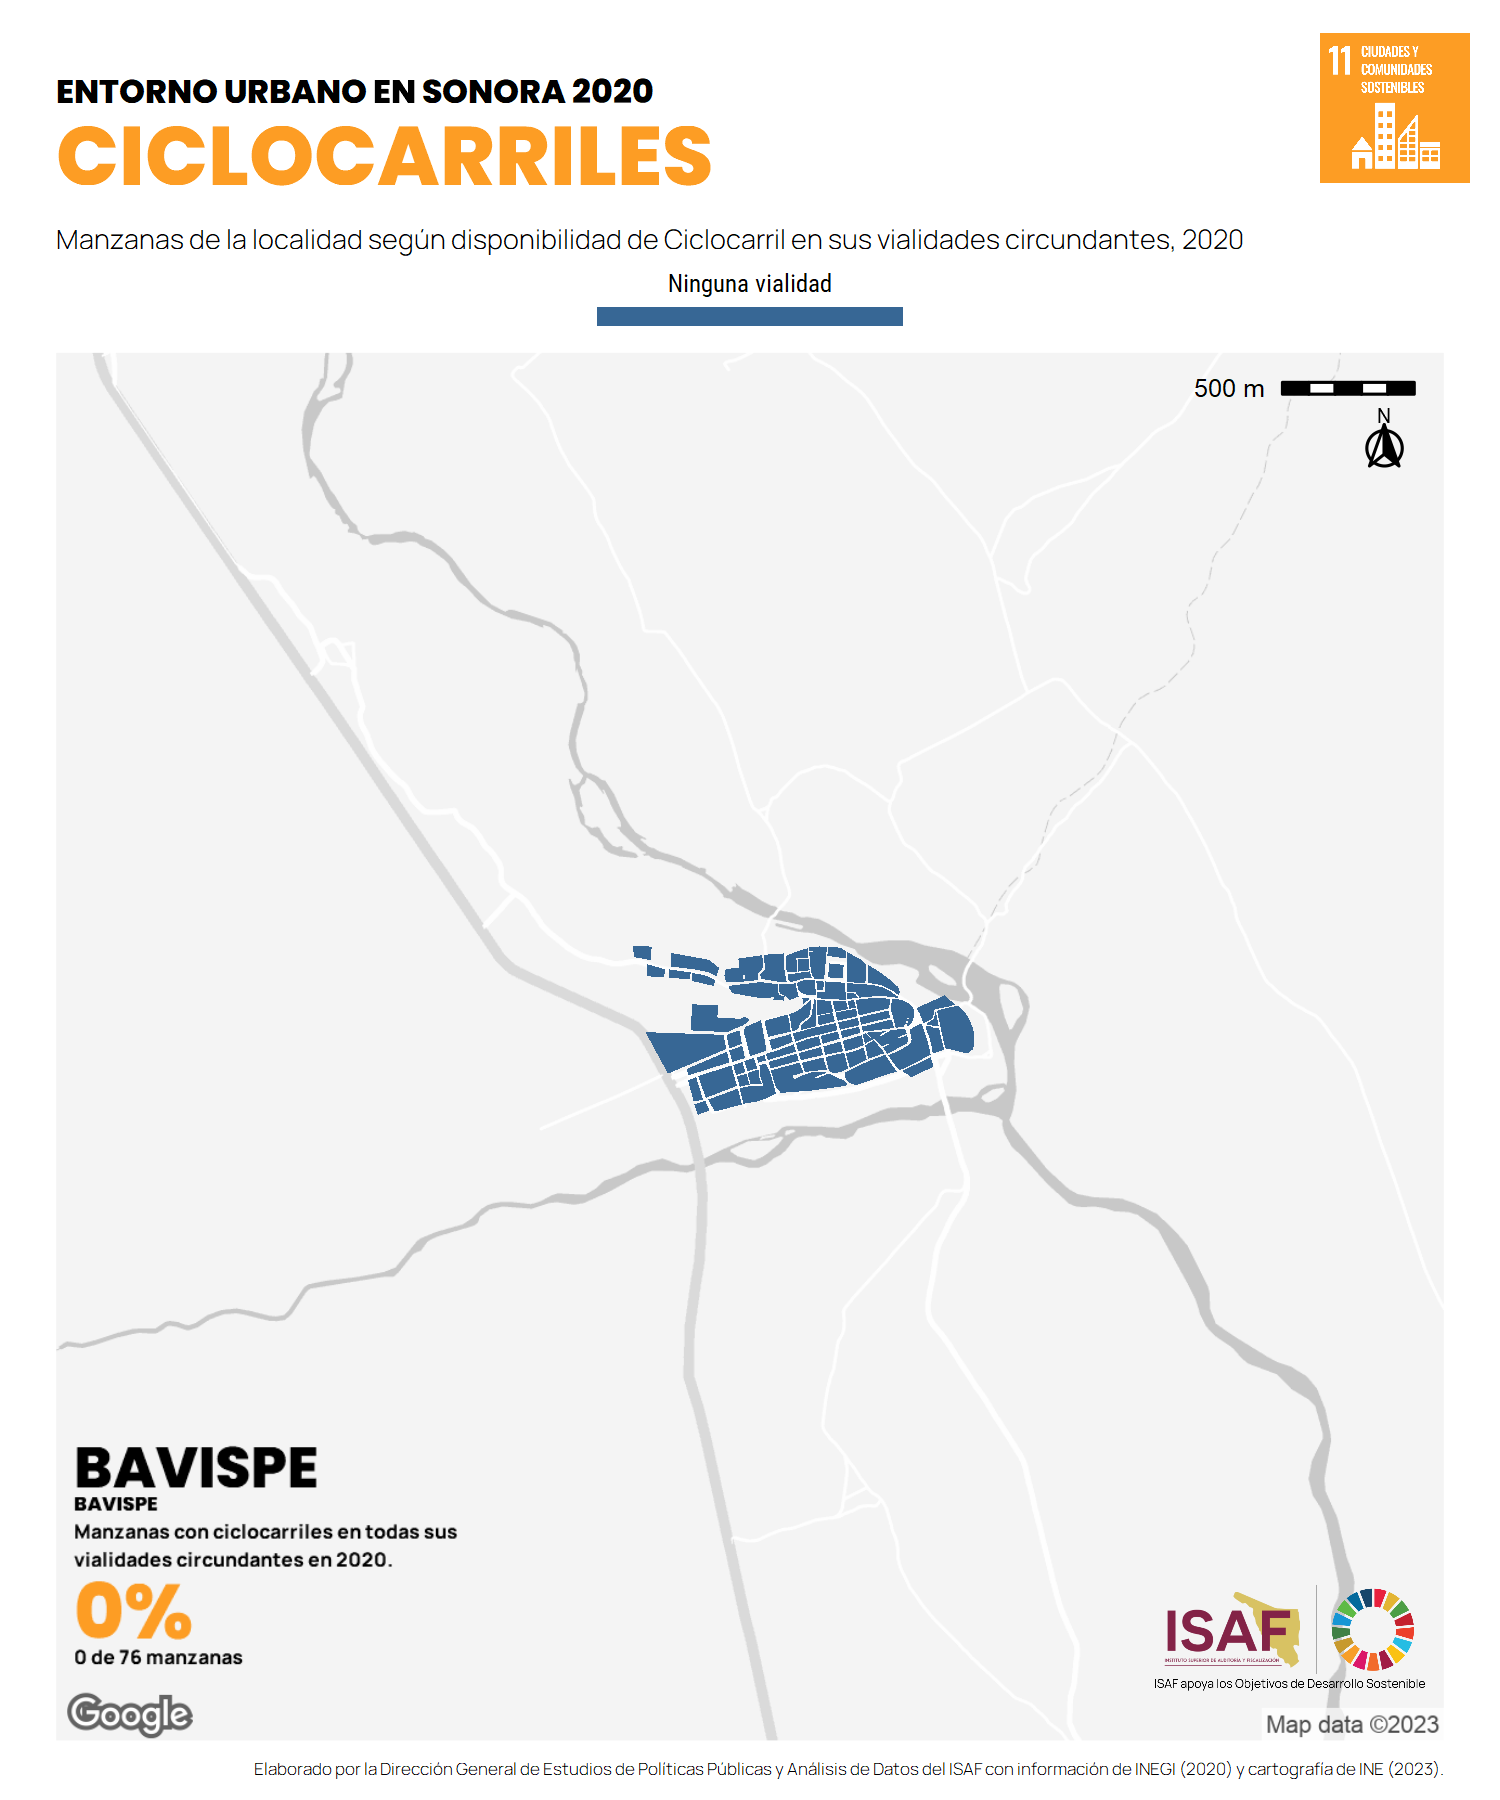 11 CIUDADES Y
COMUNIDADES
SOSTENIBLES
ENTORNO URBANO EN SONORA 2020
CICLOCARRILES
Manzanas de la localidad según disponibilidad de Ciclocarril en sus vialidades circundantes, 2020
Ninguna vialidad
500 m
N
BAVISPE
BAVISPE
Manzanas con ciclocarriles en todas sus
vialidades circundantes en 2020.
0%
0 de 76 manzanas
ISAF
INSTITUTO SUPERIOR DE AUDITORÍA Y FISCALIZACIÓN
ISAF apoya los Objetivos de Desarrollo Sostenible
Google
Map data ©2023
Elaborado por la Dirección General de Estudios de Políticas Públicas y Análisis de Datos del ISAF con información de INEGI (2020) y cartografía de INE (2023).